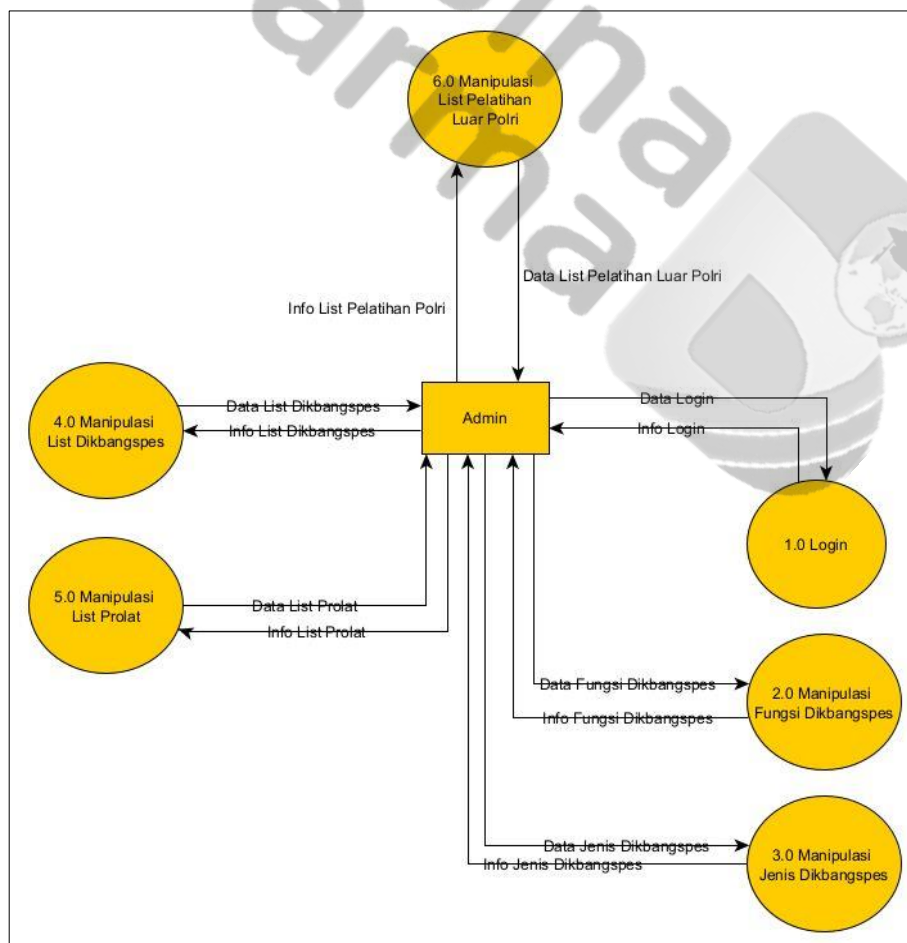 6.0 Manipulasi
List Pelatihan
Luar Polri
Data List Pelatihan Luar Polri
Info List Pelatihan Polri
4.0 Manipulasi
List Dikbangspes
Data List Dikbangspes
Info List Dikbangspes
Admin
Data Login
Info Login
1.0 Login
5.0 Manipulasi
List Prolat
Data List Prolat
Info List Prolat
Data Fungsi Dikbangspes
Info Fungsi Dikbangspes
2.0 Manipulasi
Fungsi Dikbangspes
Data Jenis Dikbangspes
Info Jenis Dikbangspes
3.0 Manipulasi
Jenis Dikbangspes